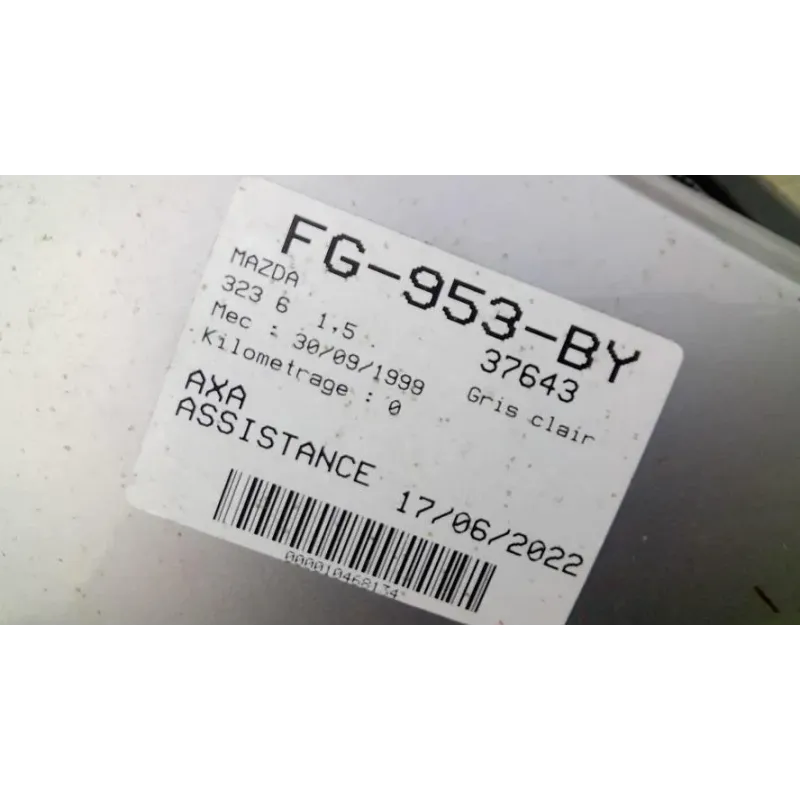 FG-953-BY
MAZDA
323 6 1.5 37643
Mec : 30/09/1999 Gris clair
Kilometrage : 0
AXA
ASSISTANCE 17/06/2022
000010468134